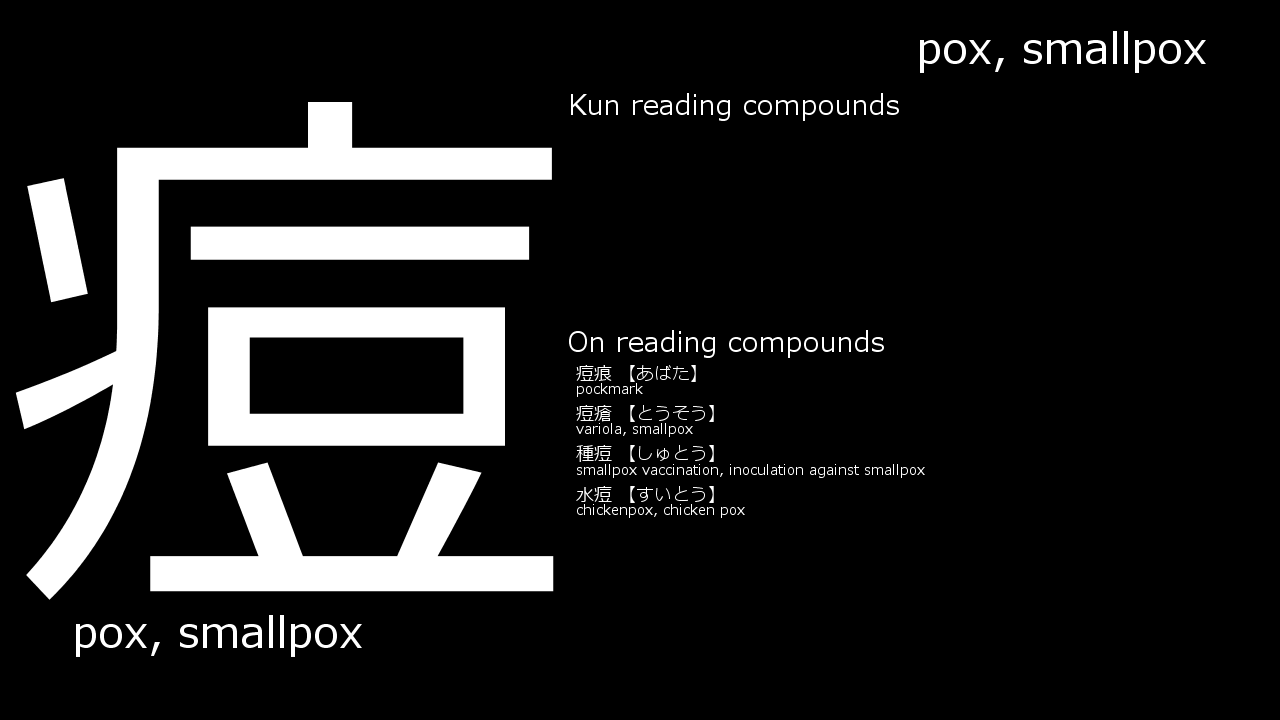 pox, smallpox
痘
Kun reading compounds
On reading compounds
痘痕 【あばた】
pockmark
痘瘡 【とうそう】
variola, smallpox
種痘 【しゅとう】
smallpox vaccination, inoculation against smallpox
水痘 【すいとう】
chickenpox, chicken pox
pox, smallpox